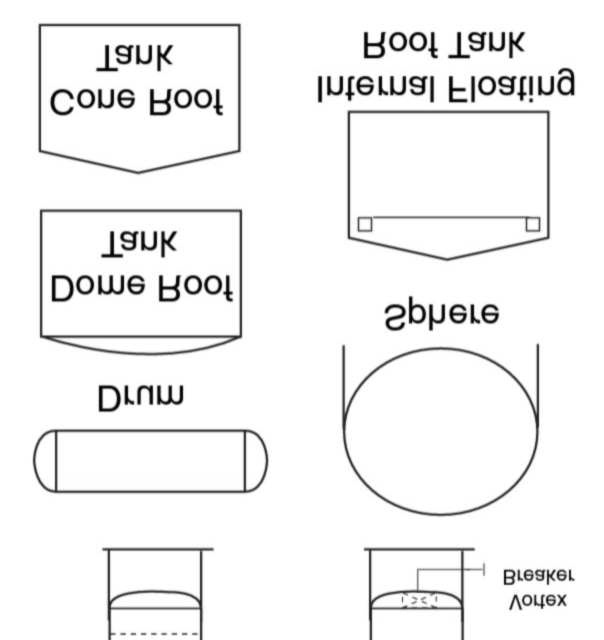 Cone Roof
Tank
Internal Floating
Roof Tank
Dome Roof
Tank
Sphere
Drum
Vortex
Breaker